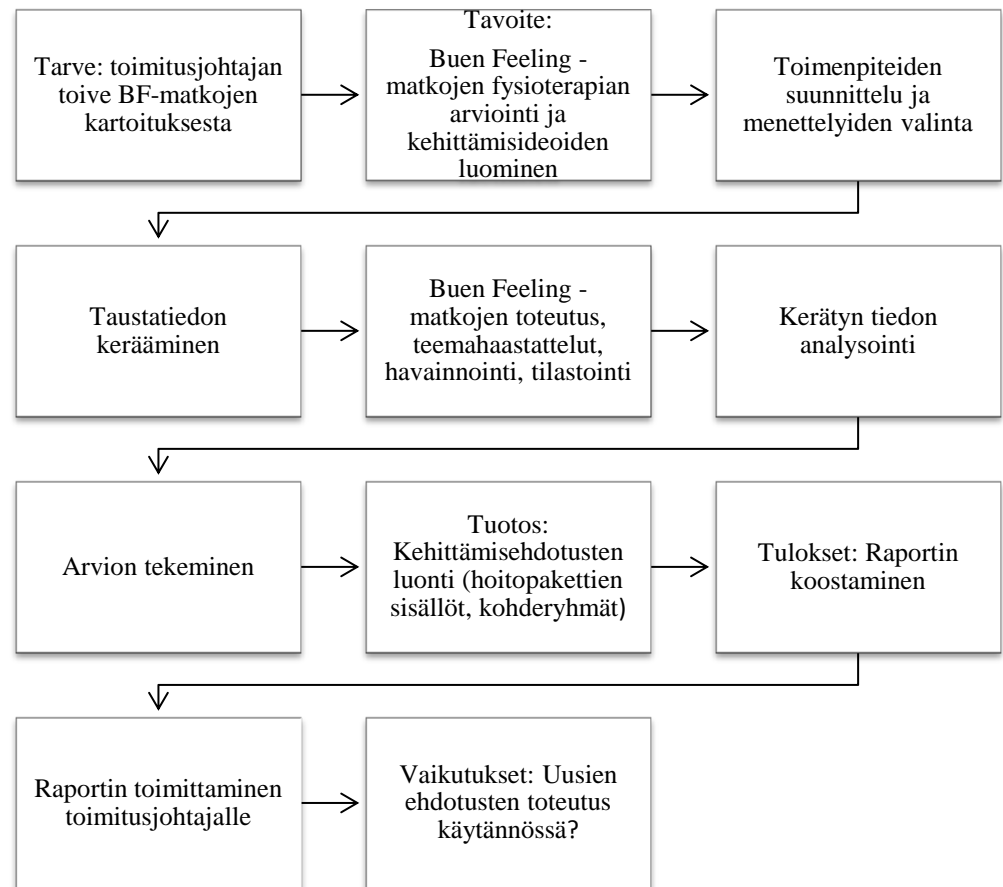 Tarve: toimitusjohtajan
toive BF-matkojen
kartoituksesta
Tavoite:
Buen Feeling -
matkojen fysioterapian
arviointi ja
kehittämisideoiden
luominen
Toimenpiteiden
suunnittelu ja
menettelyiden valinta
Taustatiedon
kerääminen
Buen Feeling -
matkojen toteutus,
teemahaastattelut,
havainnointi, tilastointi
Kerätyn tiedon
analysointi
Arvion tekeminen
Tuotos:
Kehittämisehdotusten
luonti (hoitopakettien
sisällöt, kohderyhmät)
Tulokset: Raportin
koostaminen
Raportin toimittaminen
toimitusjohtajalle
Vaikutukset: Uusien
ehdotusten toteutus
käytännössä?